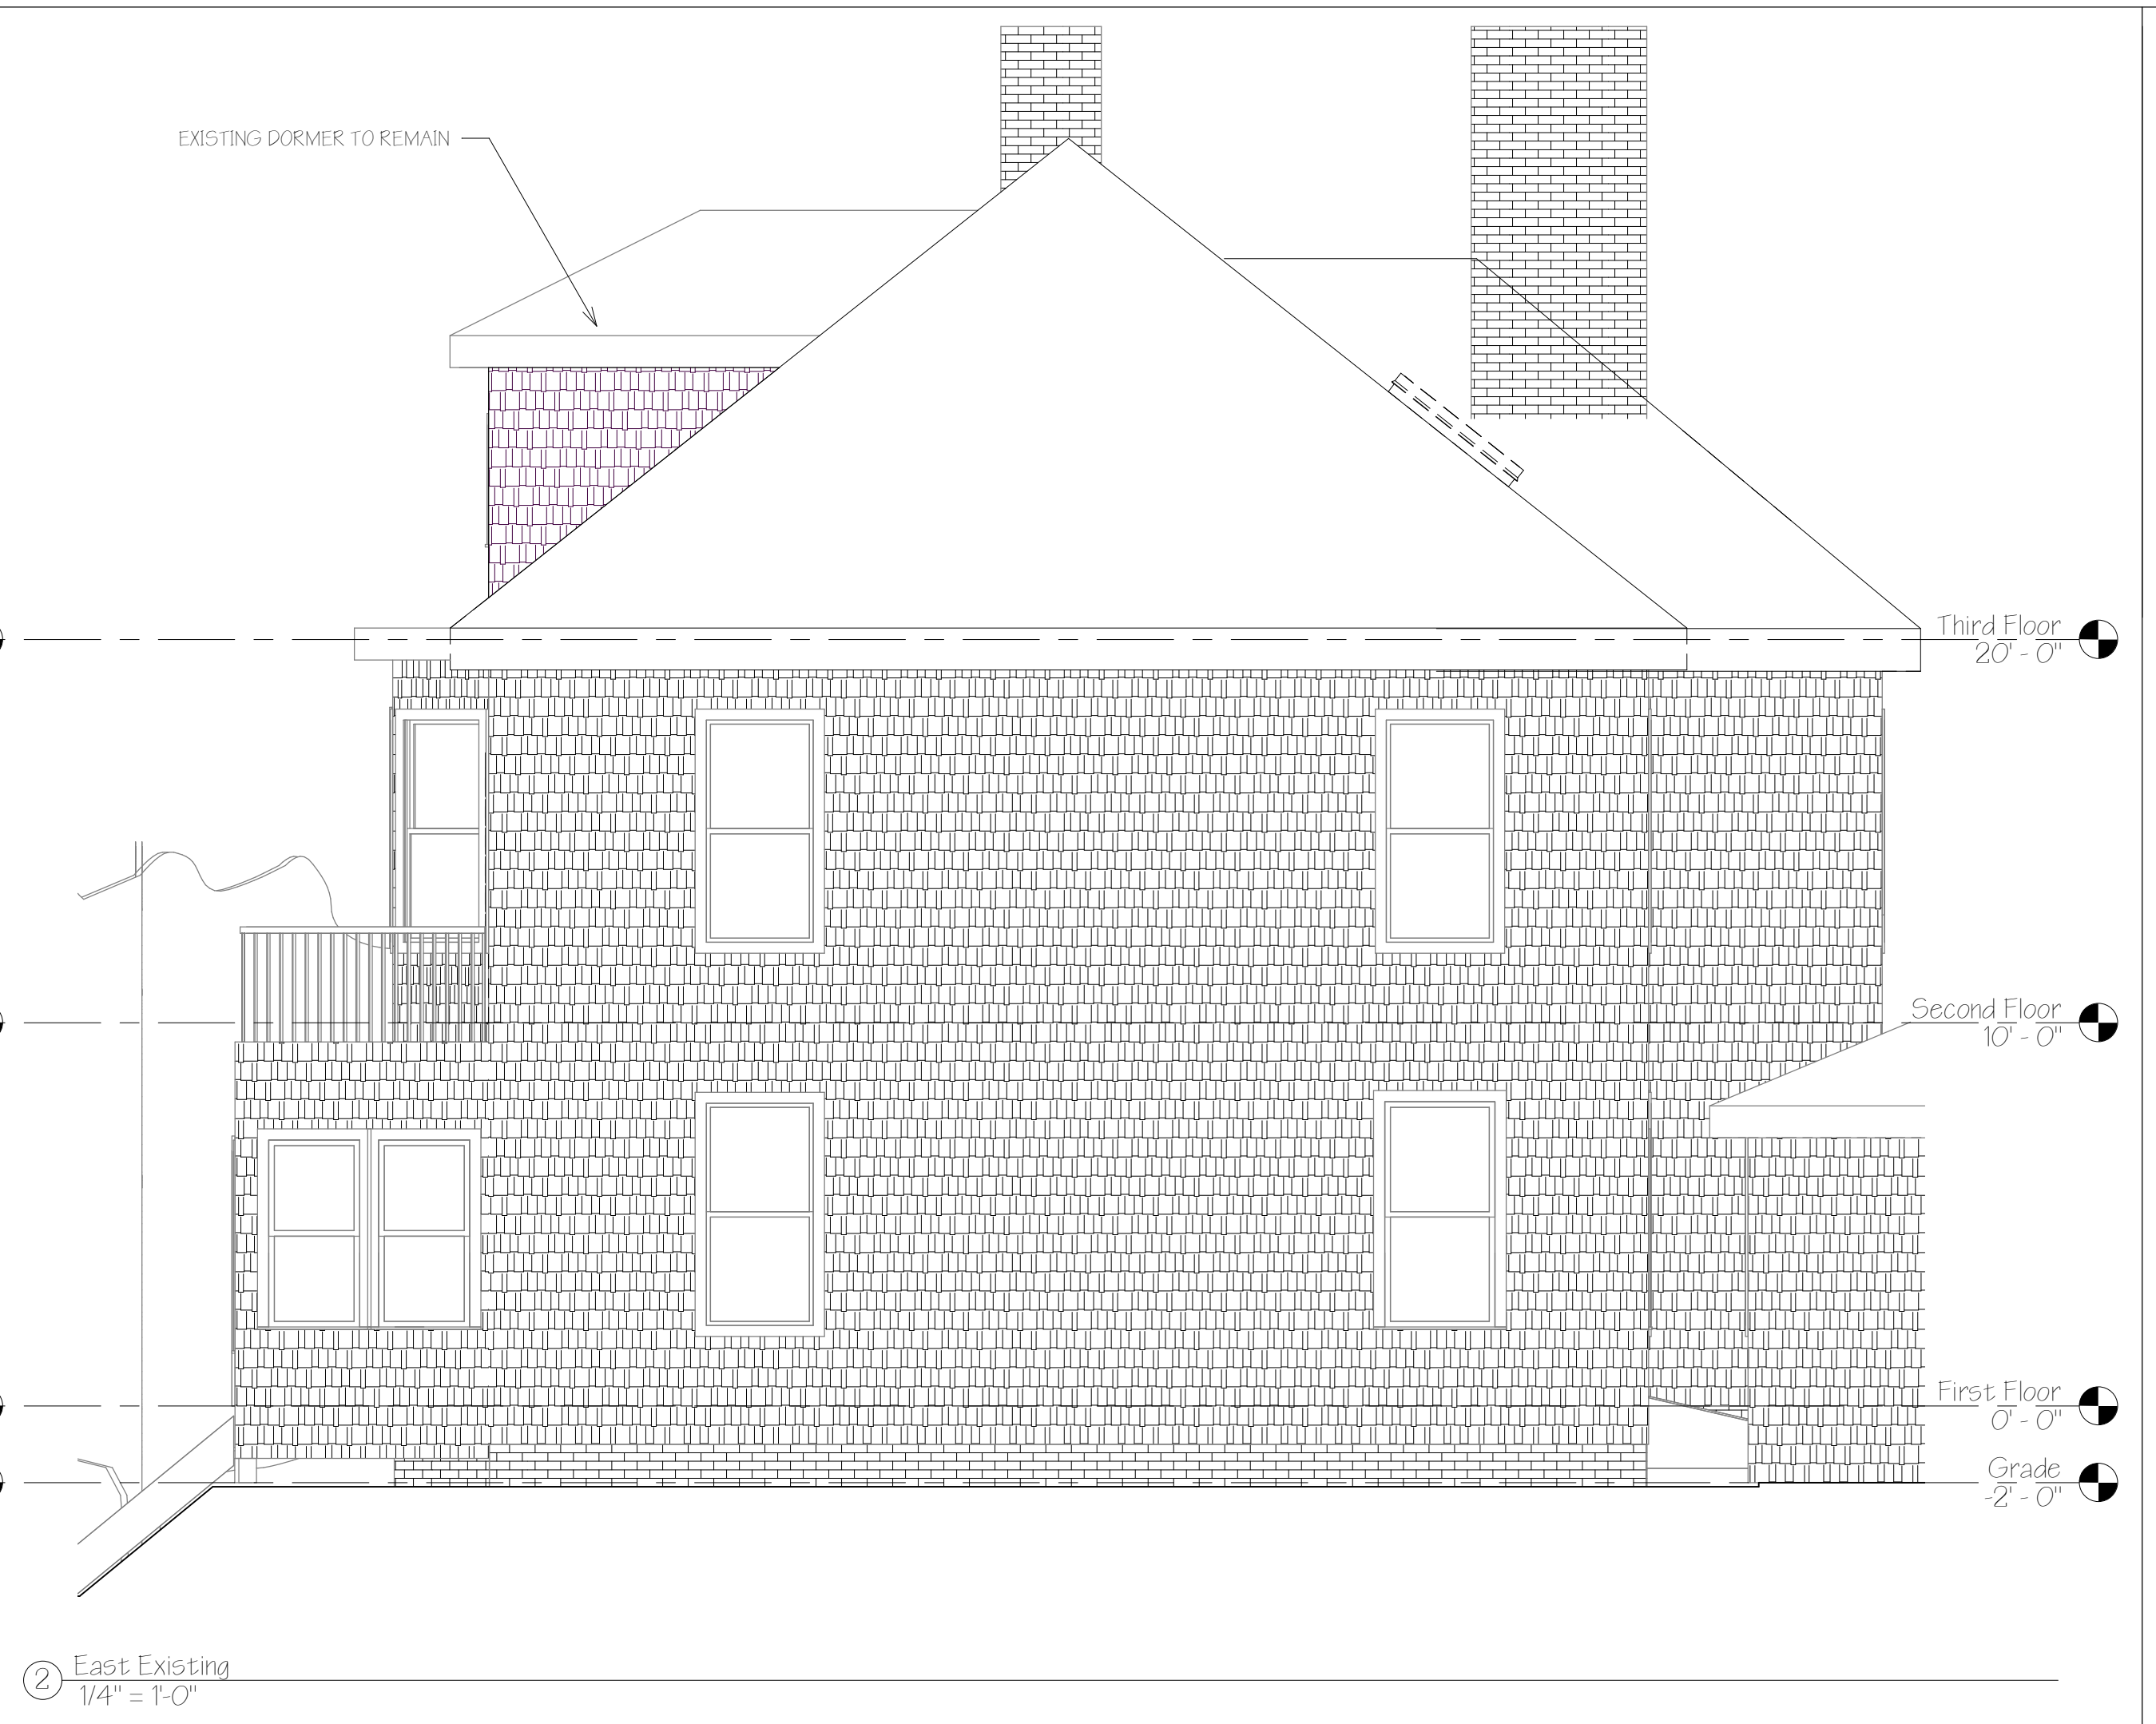 EXISTING DORMER TO REMAIN
Third Floor
20' - 0"
Second Floor
10' - 0"
First Floor
0' - 0"
Grade
-2' - 0"
2
East Existing
1/4" = 1'-0"